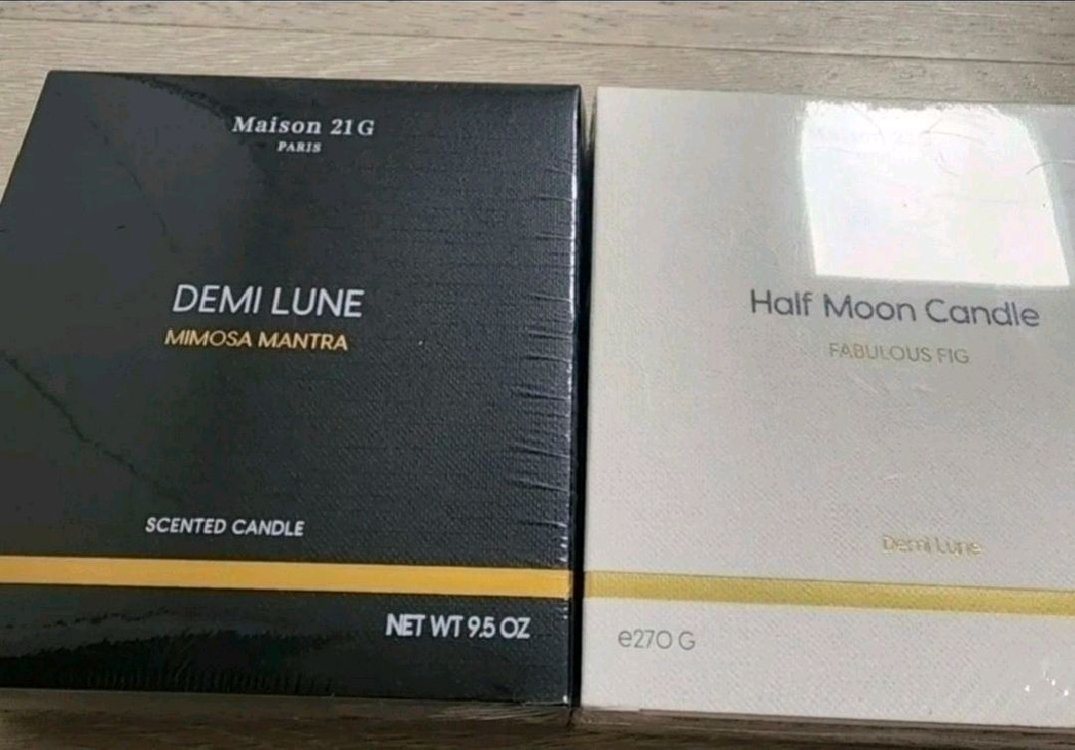 Maison 21G
PARIS
DEMI LUNE
MIMOSA MANTRA
SCENTED CANDLE
NET WT 9.5 OZ
Half Moon Candle
FABULOUS FIG
Demi Lune
℮270 G